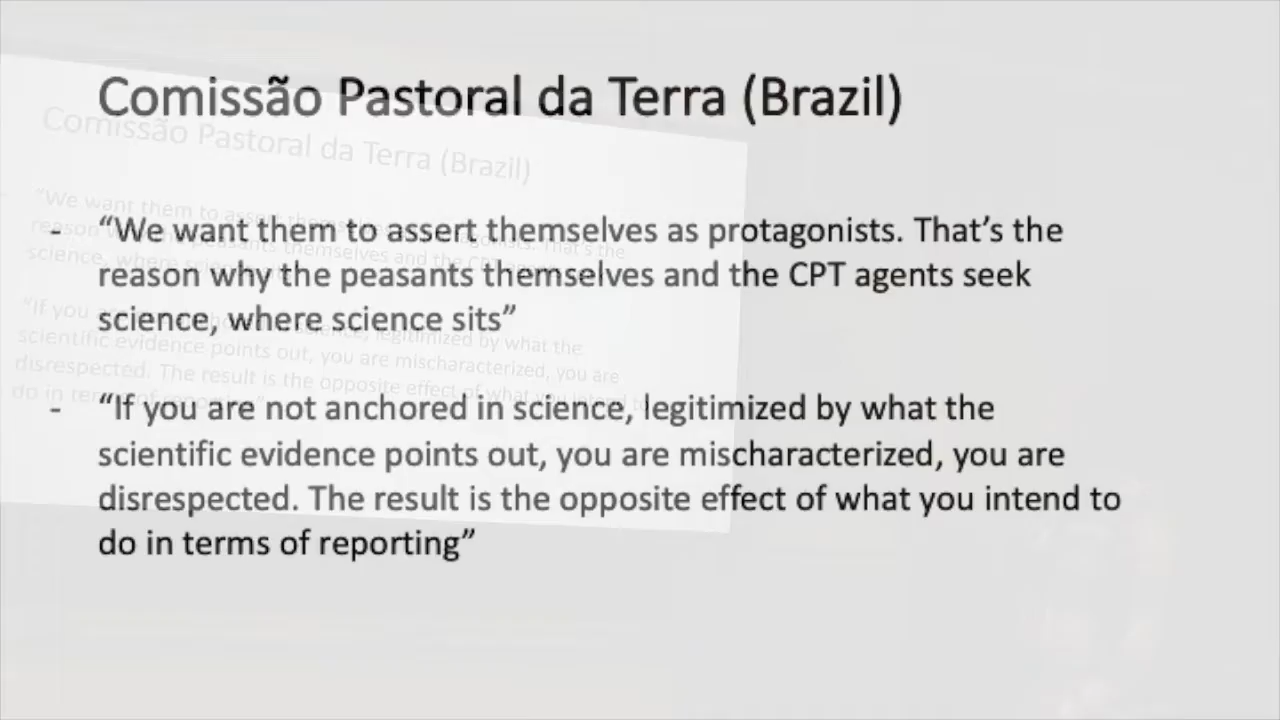 Comissão Pastoral da Terra (Brazil)
- “We want them to assert themselves as protagonists. That’s the
reason why the peasants themselves and the CPT agents seek
science, where science sits”
- “If you are not anchored in science, legitimized by what the
scientific evidence points out, you are mischaracterized, you are
disrespected. The result is the opposite effect of what you intend to
do in terms of reporting”